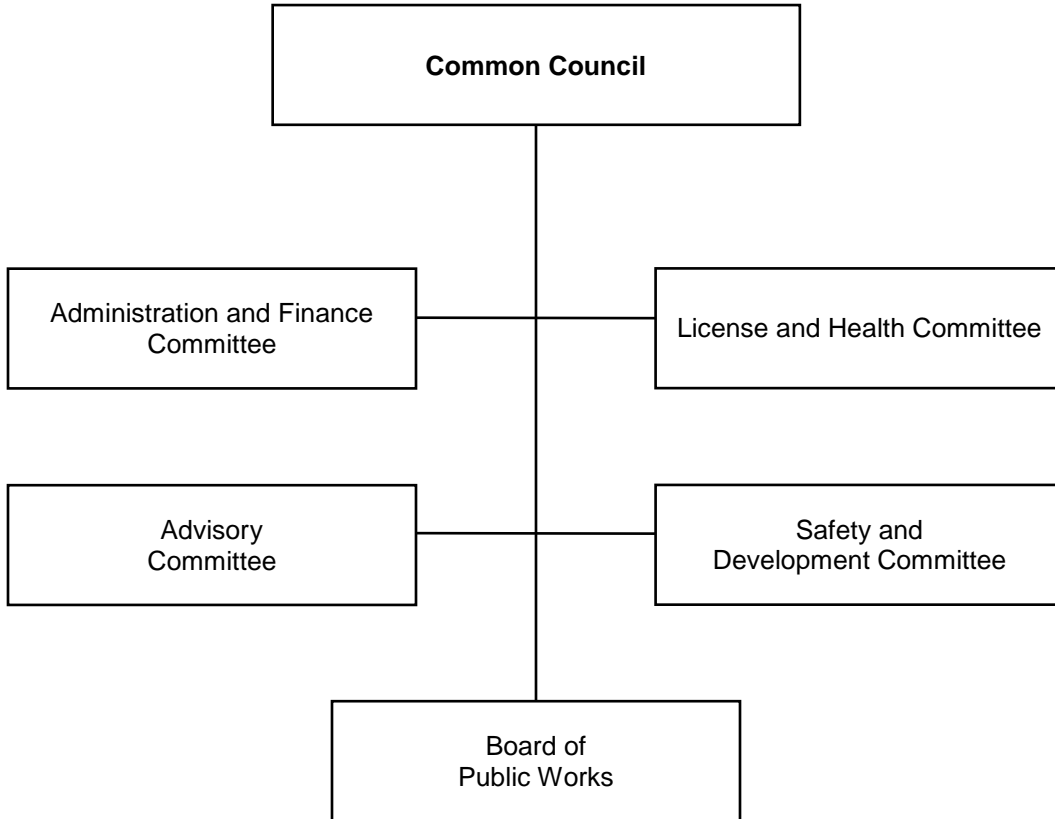 Common Council
Administration and Finance
Committee
License and Health Committee
Advisory
Committee
Safety and
Development Committee
Board of
Public Works